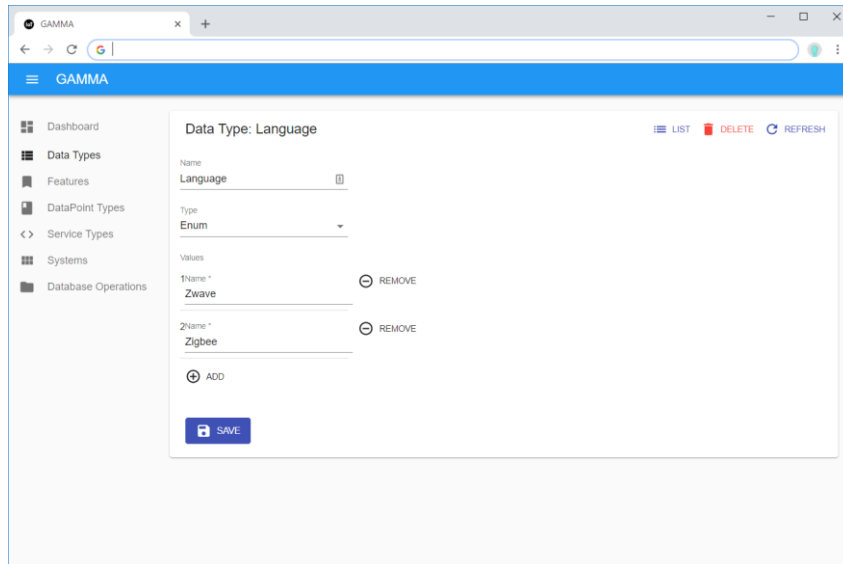 GAMMA
GAMMA
Dashboard
Data Types
Features
DataPoint Types
Service Types
Systems
Database Operations
Data Type: Language
LIST
DELETE
REFRESH
Name
Language
Type
Enum
Values
1Name *
Zwave
REMOVE
2Name *
Zigbee
REMOVE
ADD
SAVE